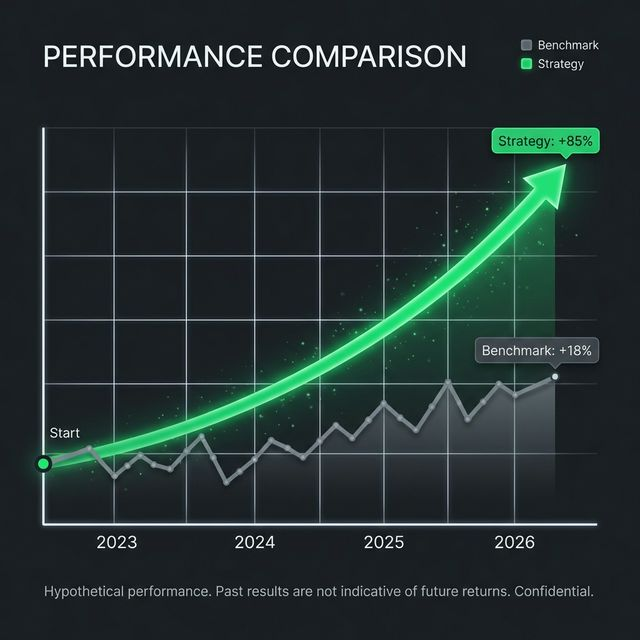 PERFORMANCE COMPARISON
Benchmark
Strategy
Strategy: +85%
Benchmark: +18%
Start
2023 2024 2025 2026
Hypothetical performance. Past results are not indicative of future returns. Confidential.